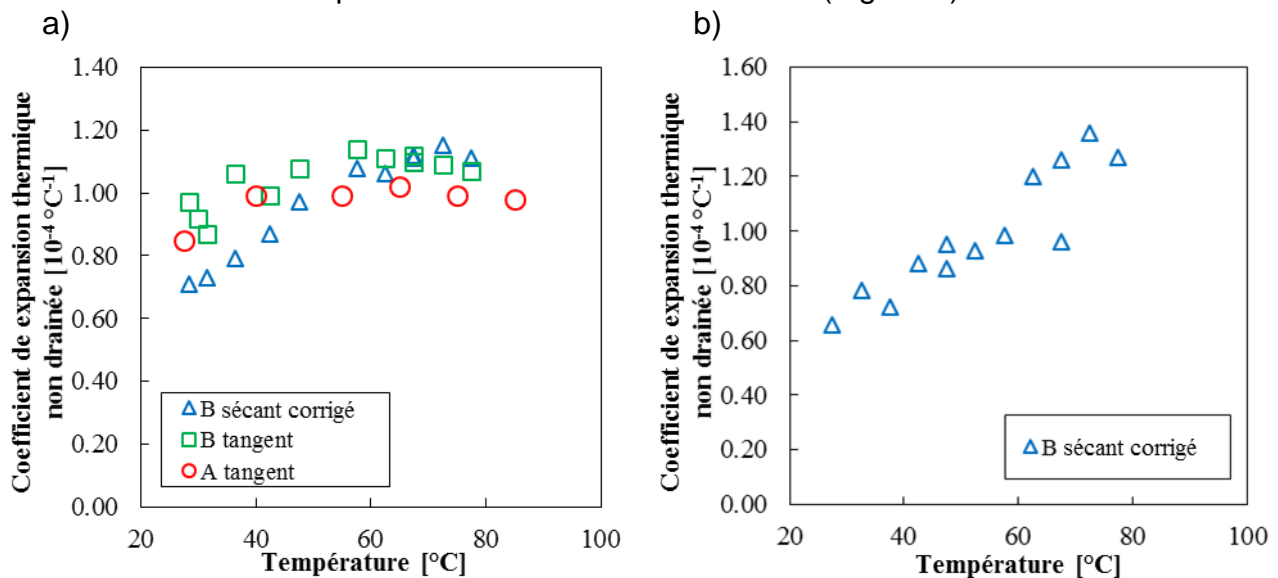 a)
b)
Coefficient de expansion thermique
non drainée [10⁻⁴ °C⁻¹]
1.40
1.20
1.00
0.80
0.60
0.40
0.20
0.00
B sécant corrigé
B tangent
A tangent
20 40 60 80 100
Température [°C]
Coefficient de expansion thermique
non drainée [10⁻⁴ °C⁻¹]
1.60
1.40
1.20
1.00
0.80
0.60
0.40
0.20
0.00
B sécant corrigé
20 40 60 80 100
Température [°C]